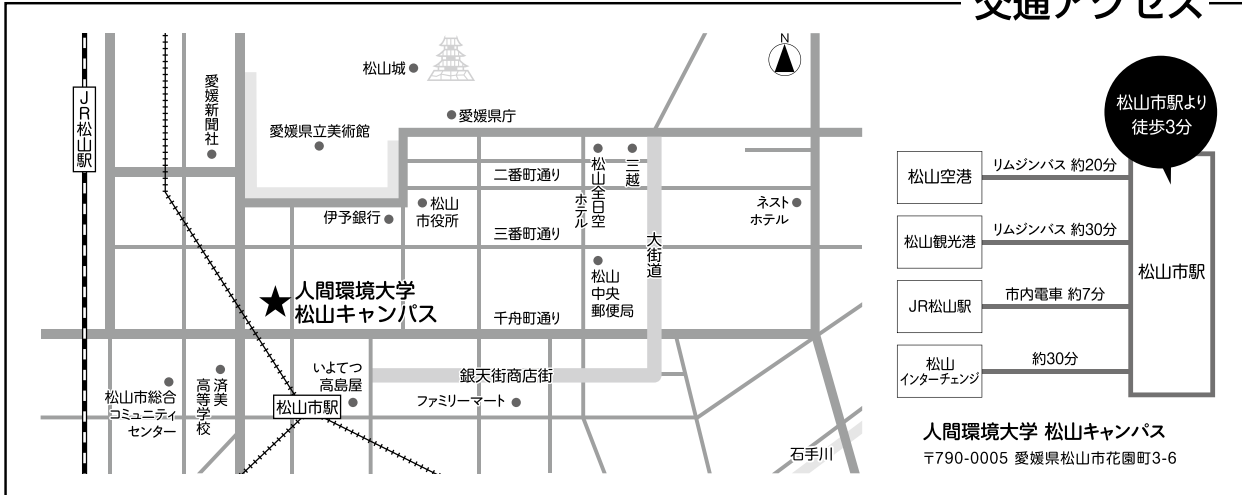 交通アクセス
N
JR松山駅
愛媛新聞社
松山城
愛媛県立美術館
愛媛県庁
二番町通り
松山全日空
ホテル
三越
伊予銀行
松山
市役所
三番町通り
大街道
ネスト
ホテル
人間環境大学
松山キャンパス
松山
中央
郵便局
千舟町通り
松山市総合
コミュニティ
センター
済美
高等学校
いよてつ
高島屋
松山市駅
銀天街商店街
ファミリーマート
石手川
松山市駅より
徒歩3分
松山空港
リムジンバス 約20分
松山観光港
リムジンバス 約30分
JR松山駅
市内電車 約7分
松山
インターチェンジ
約30分
松山市駅
人間環境大学 松山キャンパス
〒790-0005 愛媛県松山市花園町3-6